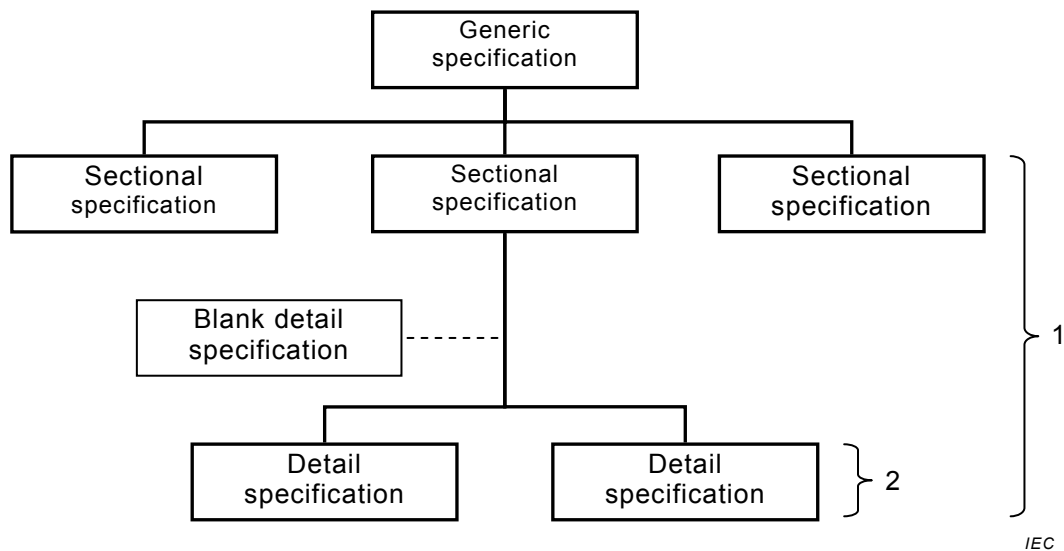 Generic
specification
Sectional
specification
Sectional
specification
Sectional
specification
Blank detail
specification
1
Detail
specification
Detail
specification
2
IEC